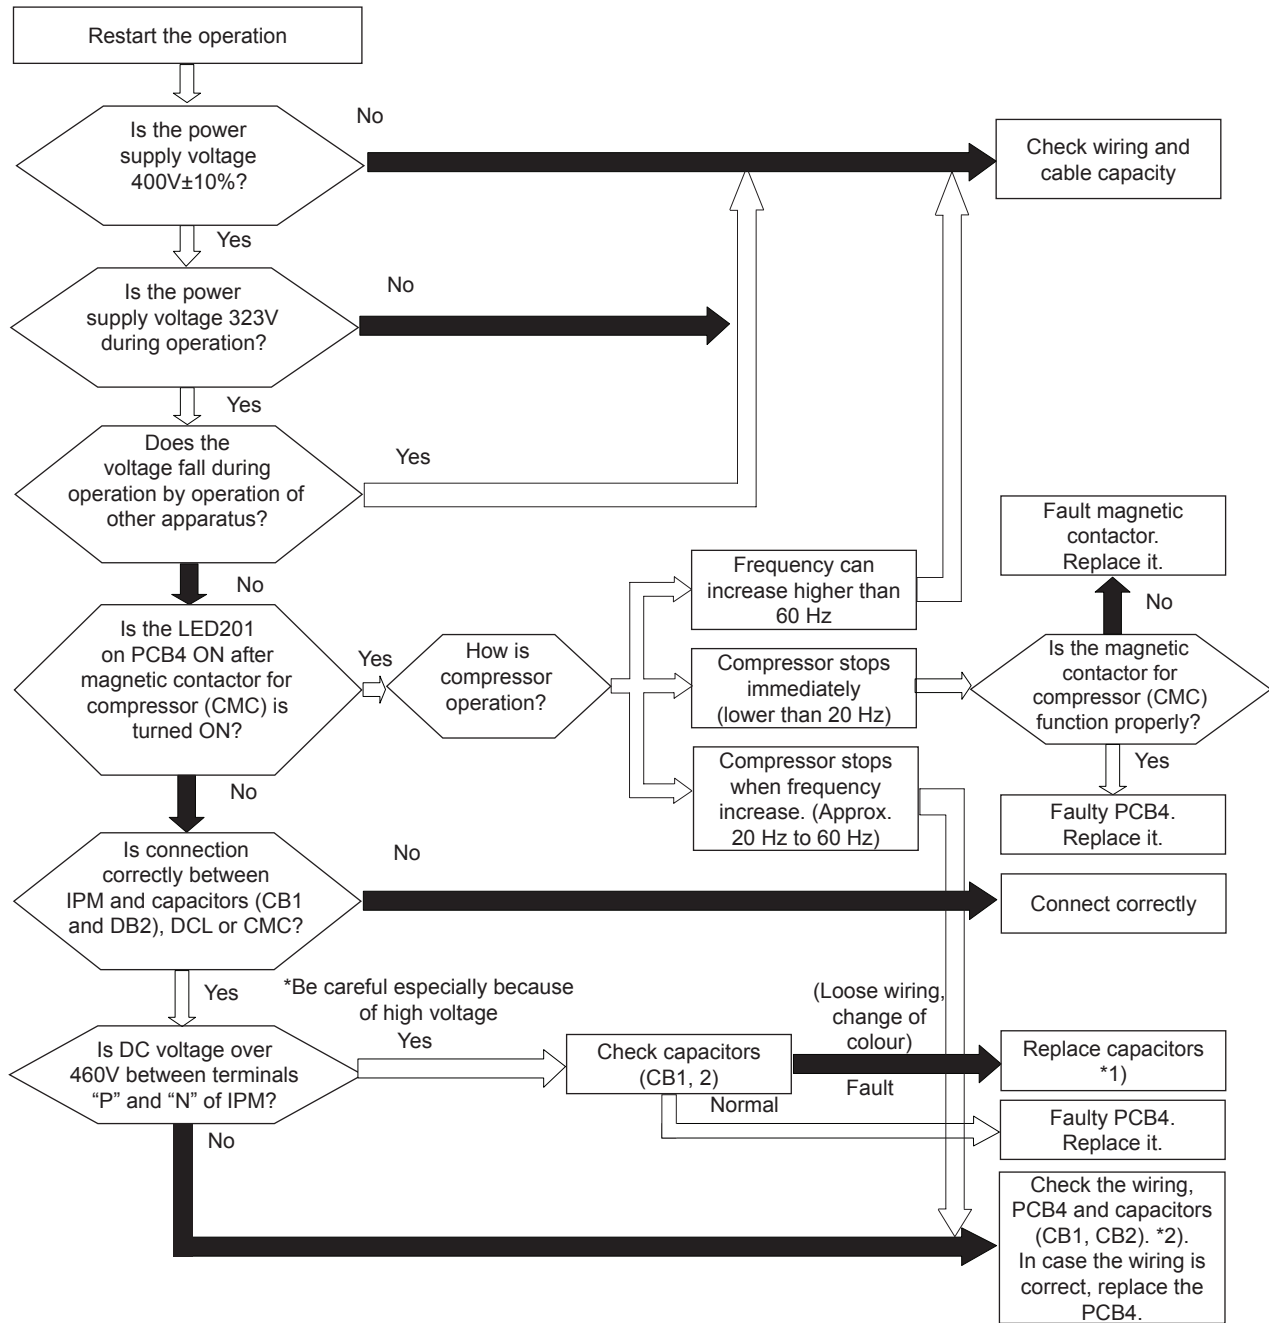 Restart the operation
Is the power
supply voltage
400V±10%?
No
Check wiring and
cable capacity
Yes
Is the power
supply voltage 323V
during operation?
No
Yes
Does the
voltage fall during
operation by operation of
other apparatus?
Yes
No
Is the LED201
on PCB4 ON after
magnetic contactor for
compressor (CMC) is
turned ON?
Yes
How is
compressor
operation?
Frequency can
increase higher than
60 Hz
Compressor stops
immediately
(lower than 20 Hz)
Compressor stops
when frequency
increase. (Approx.
20 Hz to 60 Hz)
Fault magnetic
contactor.
Replace it.
No
Is the magnetic
contactor for
compressor (CMC)
function properly?
Yes
Faulty PCB4.
Replace it.
No
Is connection
correctly between
IPM and capacitors (CB1
and DB2), DCL or CMC?
No
Connect correctly
Yes
*Be careful especially because
of high voltage
Is DC voltage over
460V between terminals
“P” and “N” of IPM?
Yes
Check capacitors
(CB1, 2)
(Loose wiring,
change of
colour)
Fault
Replace capacitors
*1)
Normal
Faulty PCB4.
Replace it.
No
Check the wiring,
PCB4 and capacitors
(CB1, CB2). *2).
In case the wiring is
correct, replace the
PCB4.